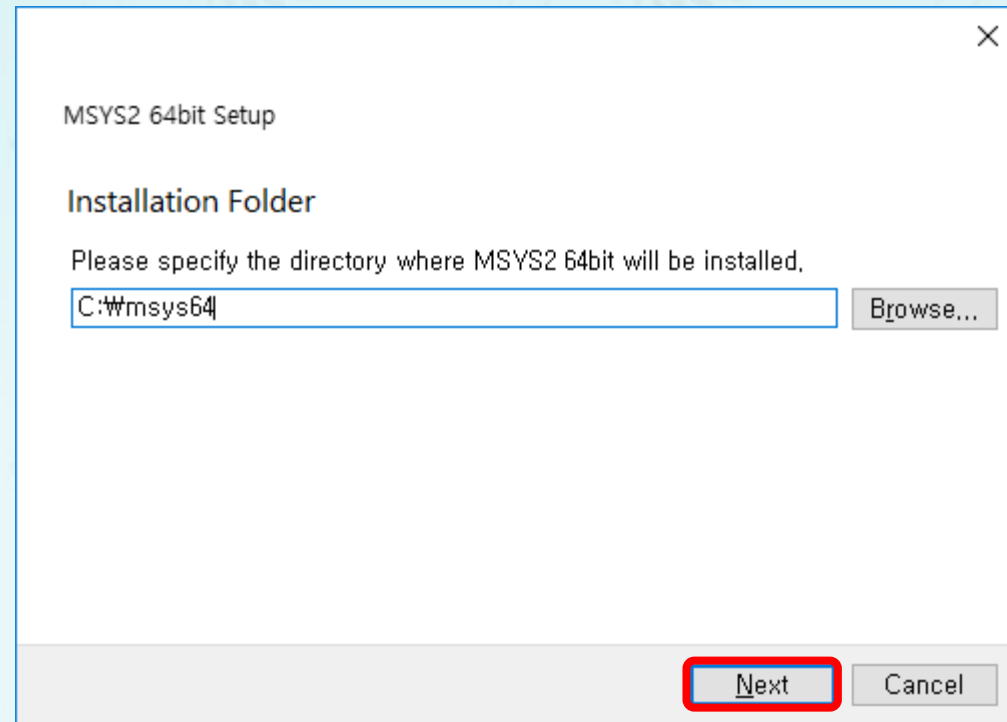 MSYS2 64bit Setup
Installation Folder
Please specify the directory where MSYS2 64bit will be installed.
C:₩msys64
Browse...
Next
Cancel